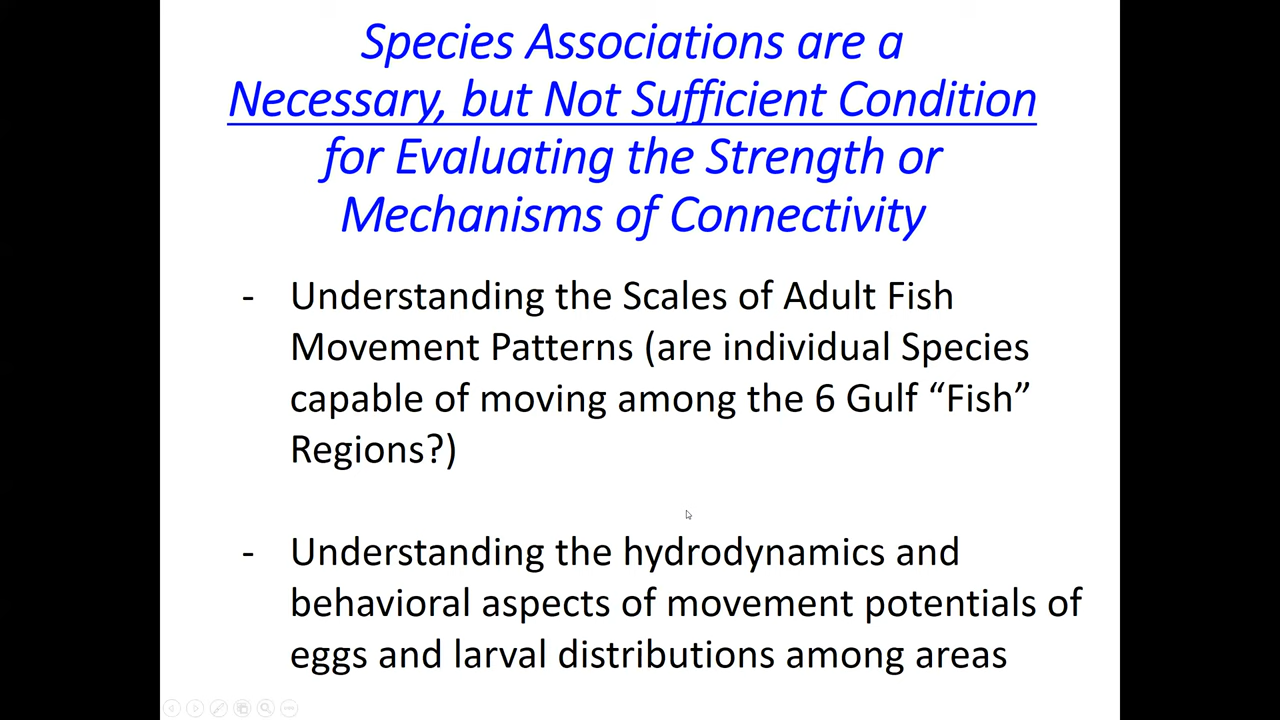 Species Associations are a
Necessary, but Not Sufficient Condition
for Evaluating the Strength or
Mechanisms of Connectivity
- Understanding the Scales of Adult Fish
Movement Patterns (are individual Species
capable of moving among the 6 Gulf “Fish”
Regions?)
- Understanding the hydrodynamics and
behavioral aspects of movement potentials of
eggs and larval distributions among areas